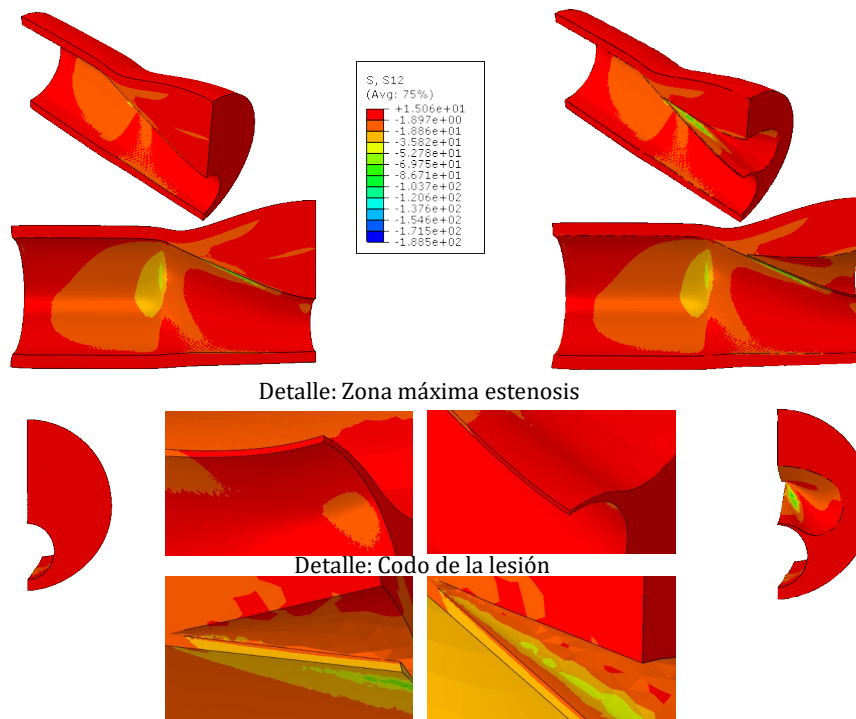 S, S12
(Avg: 75%)
+1.506e+01
-1.897e+00
-1.886e+01
-3.582e+01
-5.278e+01
-6.975e+01
-8.671e+01
-1.037e+02
-1.206e+02
-1.376e+02
-1.546e+02
-1.715e+02
-1.885e+02
Detalle: Zona máxima estenosis
Detalle: Codo de la lesión